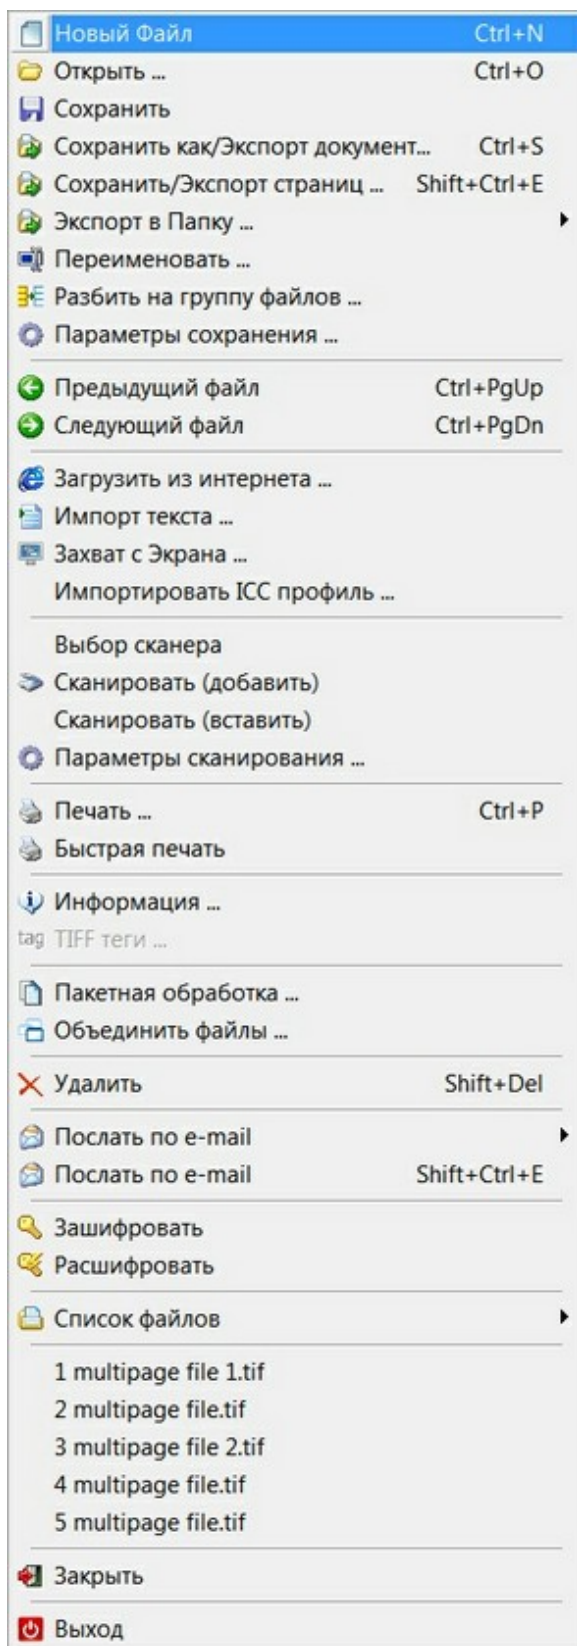 Новый Файл Ctrl+N
Открыть ... Ctrl+O
Сохранить
Сохранить как/Экспорт документ... Ctrl+S
Сохранить/Экспорт страниц ... Shift+Ctrl+E
Экспорт в Папку ...
Переименовать ...
Разбить на группу файлов ...
Параметры сохранения ...
Предыдущий файл Ctrl+PgUp
Следующий файл Ctrl+PgDn
Загрузить из интернета ...
Импорт текста ...
Захват с Экрана ...
Импортировать ICC профиль ...
Выбор сканера
Сканировать (добавить)
Сканировать (вставить)
Параметры сканирования ...
Печать ... Ctrl+P
Быстрая печать
Информация ...
tag TIFF теги ...
Пакетная обработка ...
Объединить файлы ...
Удалить Shift+Del
Послать по e-mail
Послать по e-mail Shift+Ctrl+E
Зашифровать
Расшифровать
Список файлов
1 multipage file 1.tif
2 multipage file.tif
3 multipage file 2.tif
4 multipage file.tif
5 multipage file.tif
Закрыть
Выход